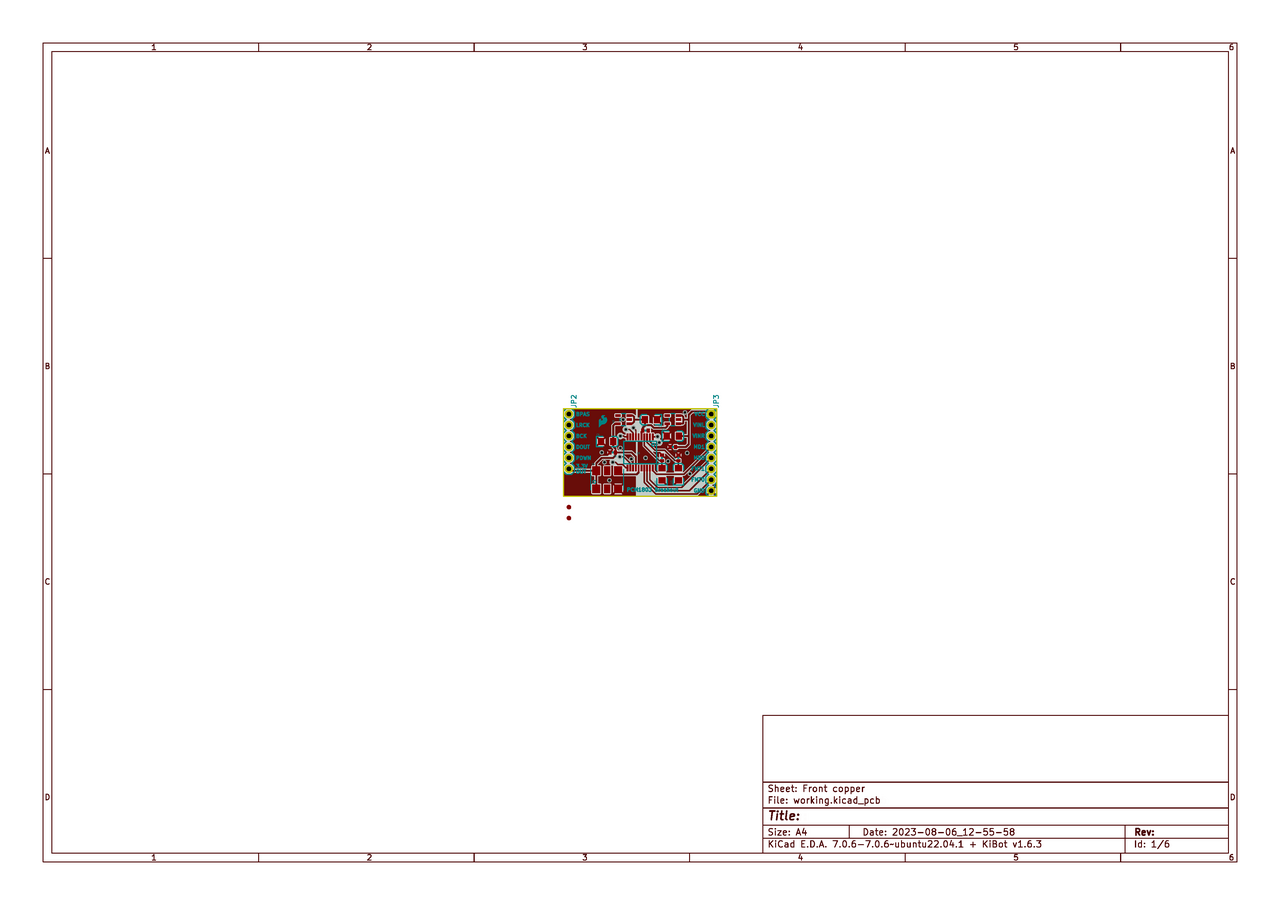 1 2 3 4 5 6
A A
B B
C C
D D
JP2 JP3
BPAS
LRCK VINL
BCK VINR
DOUT
PDWN
Sheet: Front copper
File: working.kicad_pcb
Title:
Size: A4 Date: 2023-08-06_12-55-58 Rev:
KiCad E.D.A. 7.0.6-7.0.6~ubuntu22.04.1 + KiBot v1.6.3 Id: 1/6
1 2 3 4 5 6